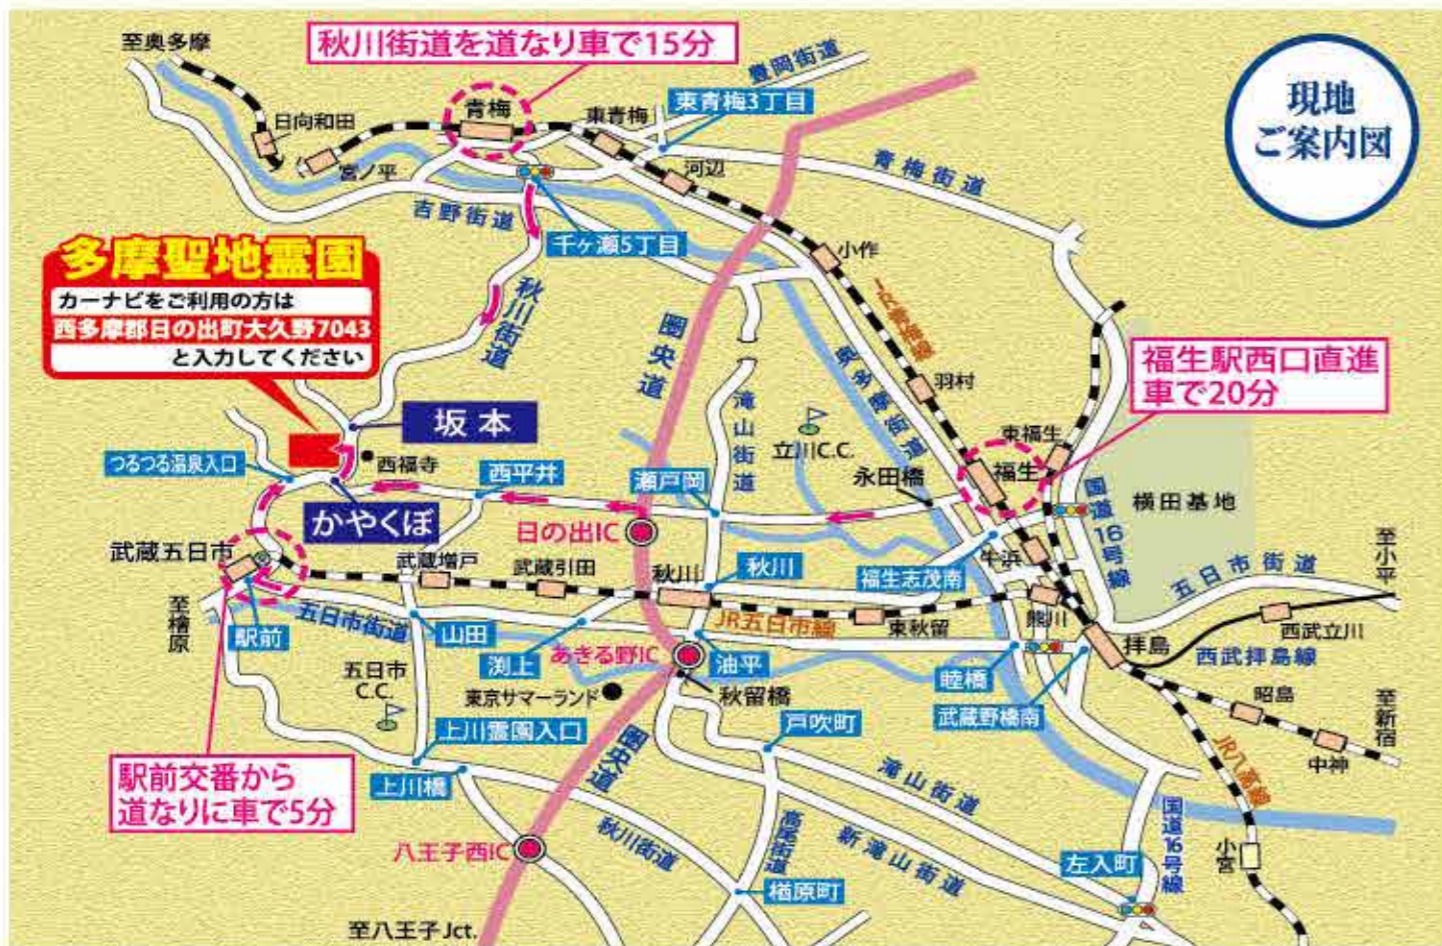 至奥多摩
秋川街道を道なり車で15分
豊岡街道
現地
ご案内図
日向和田
青梅
東青梅
東青梅3丁目
宮ノ平
河辺
青梅街道
吉野街道
千ヶ瀬5丁目
小作
多摩聖地霊園
カーナビをご利用の方は
西多摩郡日の出町大久野7043
と入力してください
秋川街道
圏央道
JR青梅線
奥多摩街道
羽村
福生駅西口直進
車で20分
滝山街道
立川C.C.
坂本
東福生
福生
つるつる温泉入口
西福寺
西平井
瀬戸岡
永田橋
国道16号線
横田基地
かやくぼ
日の出IC
武蔵五日市
武蔵増戸
武蔵引田
秋川
秋川
福生志茂南
牛浜
五日市街道
至小平
至檜原
駅前
五日市街道
山田
渕上
JR五日市線
東秋留
熊川
拝島
西武立川
西武拝島線
あきる野IC
油平
睦橋
五日市
C.C.
東京サマーランド
秋留橋
武蔵野橋南
昭島
至新宿
中神
上川霊園入口
戸吹町
圏央道
滝山街道
JR八高線
駅前交番から
道なりに車で5分
上川橋
秋川街道
高尾街道
新滝山街道
国道16号線
小宮
八王子西IC
楢原町
左入町
至八王子Jct.